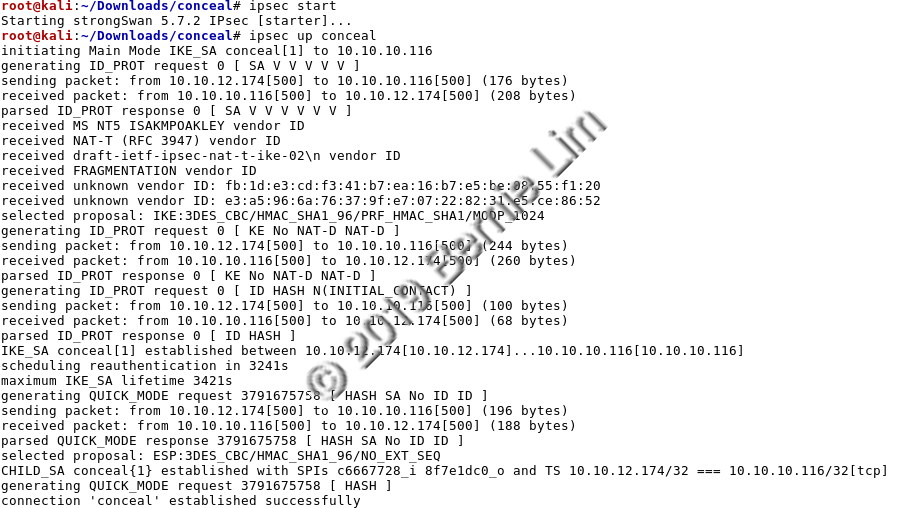 root@kali:~/Downloads/conceal# ipsec start
Starting strongSwan 5.7.2 IPsec [starter]...
root@kali:~/Downloads/conceal# ipsec up conceal
initiating Main Mode IKE_SA conceal[1] to 10.10.10.116
generating ID_PROT request 0 [ SA V V V V V ]
sending packet: from 10.10.12.174[500] to 10.10.10.116[500] (176 bytes)
received packet: from 10.10.10.116[500] to 10.10.12.174[500] (208 bytes)
parsed ID_PROT response 0 [ SA V V V V V V ]
received MS NT5 ISAKMPOAKLEY vendor ID
received NAT-T (RFC 3947) vendor ID
received draft-ietf-ipsec-nat-t-ike-02\n vendor ID
received FRAGMENTATION vendor ID
received unknown vendor ID: fb:1d:e3:cd:f3:41:b7:ea:16:b7:e5:be:08:55:f1:20
received unknown vendor ID: e3:a5:96:6a:76:37:9f:e7:07:22:82:31:e5:ce:86:52
selected proposal: IKE:3DES_CBC/HMAC_SHA1_96/PRF_HMAC_SHA1/MODP_1024
generating ID_PROT request 0 [ KE No NAT-D NAT-D ]
sending packet: from 10.10.12.174[500] to 10.10.10.116[500] (244 bytes)
received packet: from 10.10.10.116[500] to 10.10.12.174[500] (260 bytes)
parsed ID_PROT response 0 [ KE No NAT-D NAT-D ]
generating ID_PROT request 0 [ ID HASH N(INITIAL_CONTACT) ]
sending packet: from 10.10.12.174[500] to 10.10.10.116[500] (100 bytes)
received packet: from 10.10.10.116[500] to 10.10.12.174[500] (68 bytes)
parsed ID_PROT response 0 [ ID HASH ]
IKE_SA conceal[1] established between 10.10.12.174[10.10.12.174]...10.10.10.116[10.10.10.116]
scheduling reauthentication in 3241s
maximum IKE_SA lifetime 3421s
generating QUICK_MODE request 3791675758 [ HASH SA No ID ID ]
sending packet: from 10.10.12.174[500] to 10.10.10.116[500] (196 bytes)
received packet: from 10.10.10.116[500] to 10.10.12.174[500] (188 bytes)
parsed QUICK_MODE response 3791675758 [ HASH SA No ID ID ]
selected proposal: ESP:3DES_CBC/HMAC_SHA1_96/NO_EXT_SEQ
CHILD_SA conceal{1} established with SPIs c6667728_i 8f7e1dc0_o and TS 10.10.12.174/32 === 10.10.10.116/32[tcp]
generating QUICK_MODE request 3791675758 [ HASH ]
connection 'conceal' established successfully
© 2019 Bernie Lim